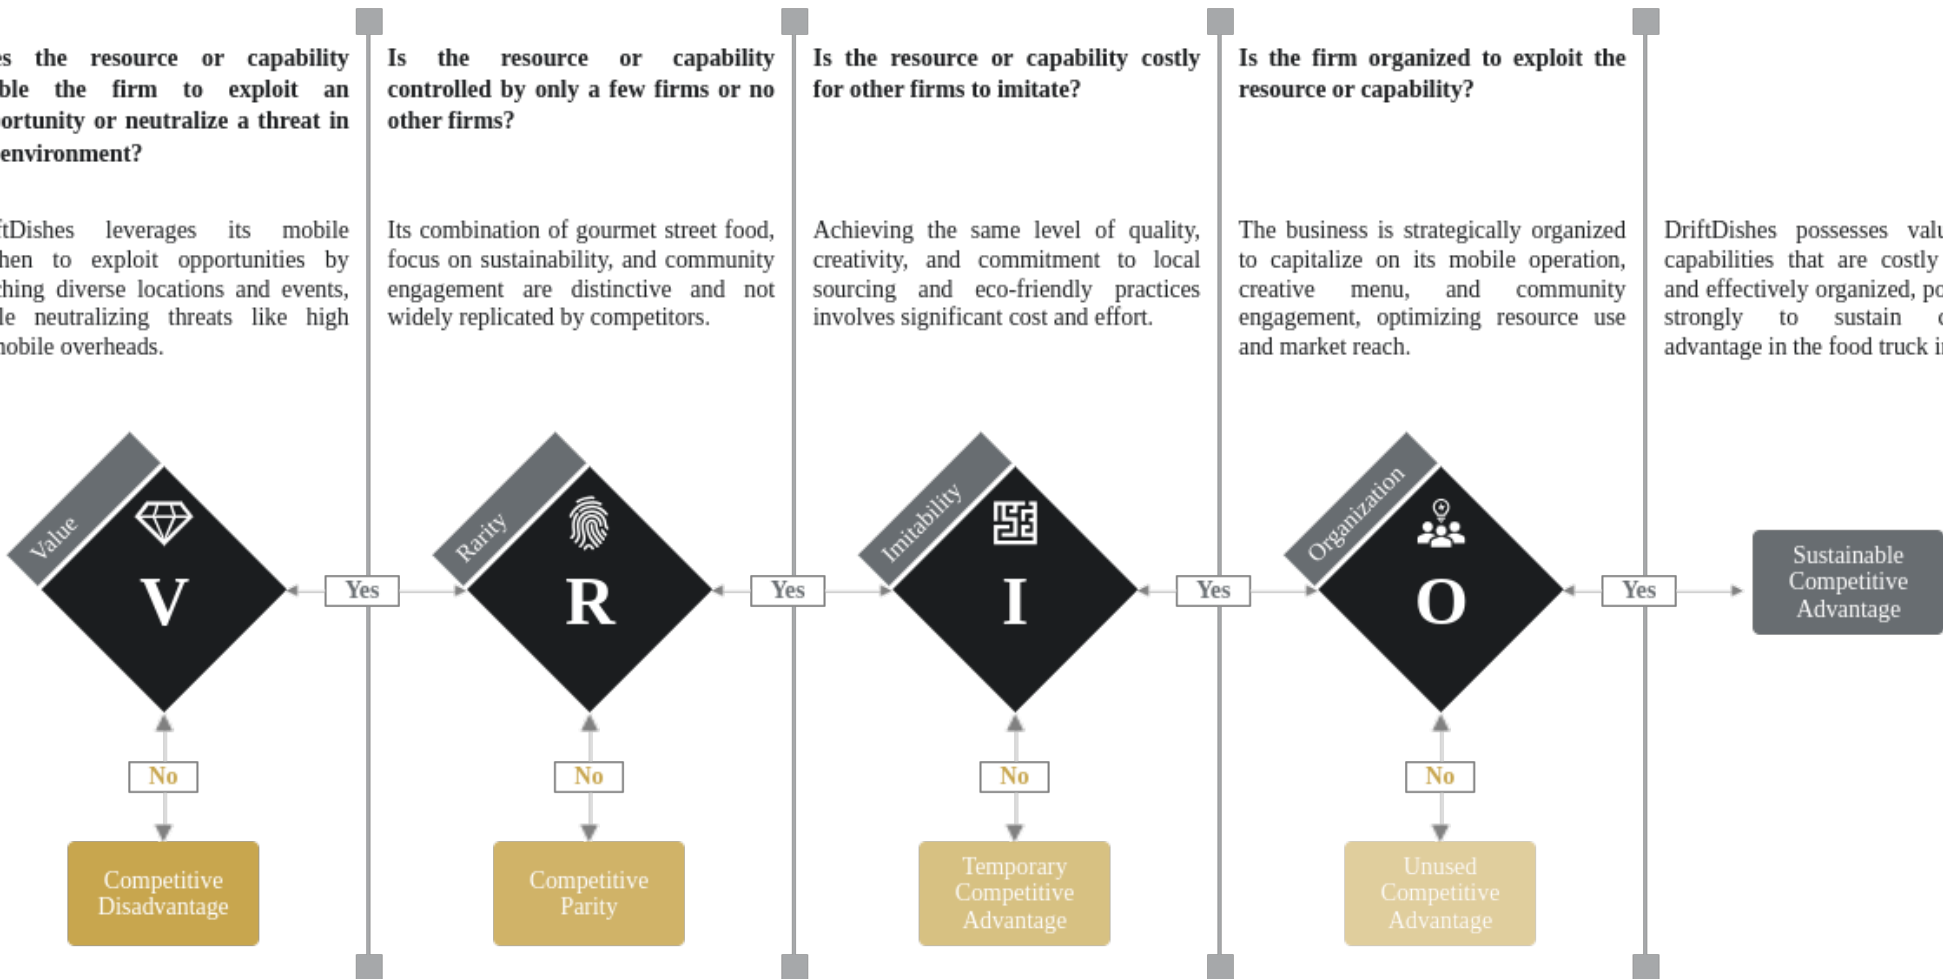 the resource or capability
the firm to exploit an
or neutralize a threat in
environment?
leverages its mobile
to exploit opportunities by
diverse locations and events,
neutralizing threats like high
overheads.
Value
V
Yes
No
Competitive
Disadvantage
Is the resource or capability
controlled by only a few firms or no
other firms?
Its combination of gourmet street food,
focus on sustainability, and community
engagement are distinctive and not
widely replicated by competitors.
Rarity
R
Yes
No
Competitive
Parity
Is the resource or capability costly
for other firms to imitate?
Achieving the same level of quality,
creativity, and commitment to local
sourcing and eco-friendly practices
involves significant cost and effort.
Imitability
I
Yes
No
Temporary
Competitive
Advantage
Is the firm organized to exploit the
resource or capability?
The business is strategically organized
to capitalize on its mobile operation,
creative menu, and community
engagement, optimizing resource use
and market reach.
Organization
O
Yes
No
Unused
Competitive
Advantage
DriftDishes possesses
capabilities that are costly
and effectively organized,
strongly to sustain
advantage in the food truck
Sustainable
Competitive
Advantage